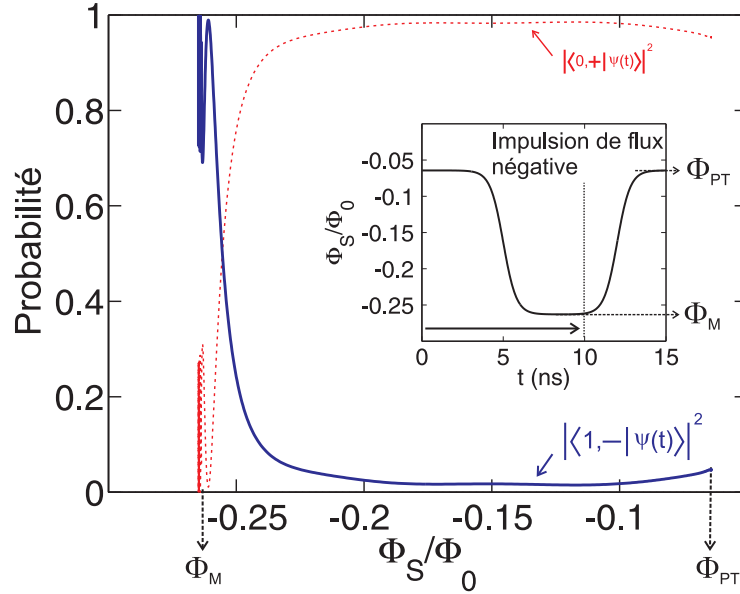 Probabilité
1
0.8
0.6
0.4
0.2
0
-0.25
-0.2
-0.15
-0.1
Φ_S/Φ_0
Φ_M
Φ_PT
|⟨0,+|ψ(t)⟩|²
|⟨1,−|ψ(t)⟩|²
Impulsion de flux
négative
Φ_S/Φ_0
-0.05
-0.1
-0.15
-0.2
-0.25
0
5
10
15
t (ns)
Φ_PT
Φ_M